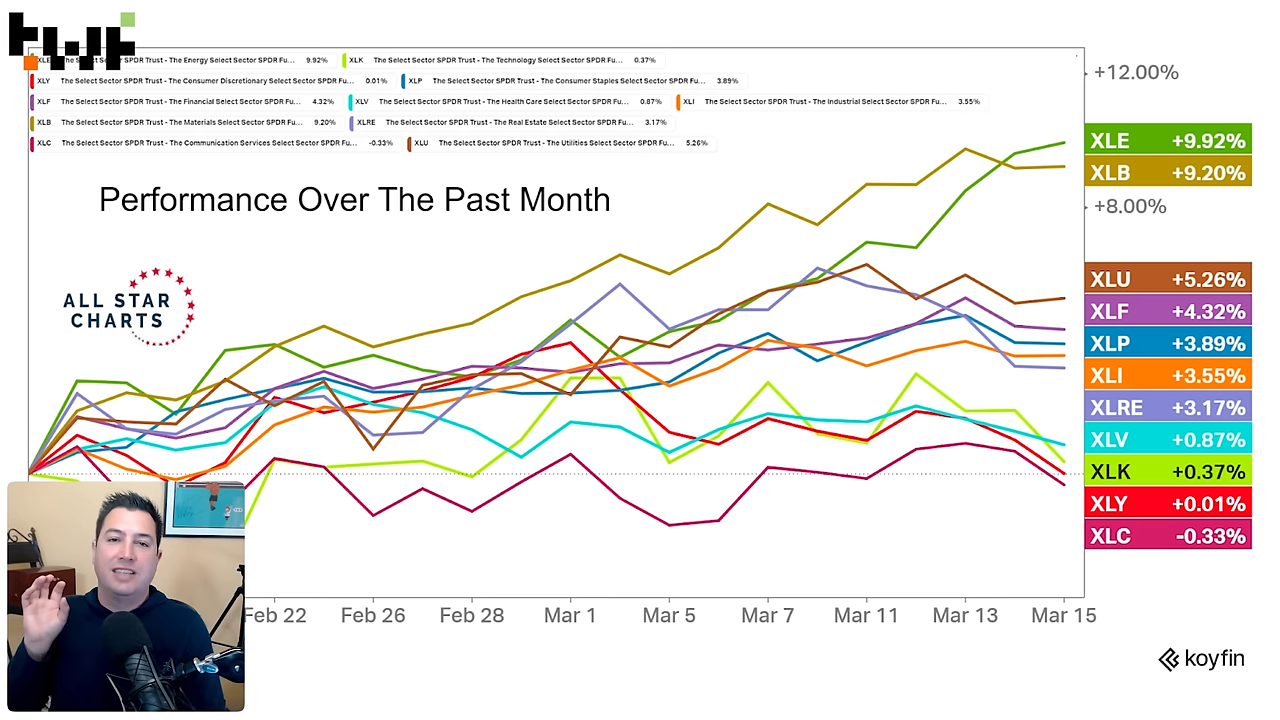 XLE The Select Sector SPDR Trust - The Energy Select Sector SPDR Fu... 9.92% XLK The Select Sector SPDR Trust - The Technology Select Sector SPDR Fu... 0.37%
XLY The Select Sector SPDR Trust - The Consumer Discretionary Select Sector SPDR Fu... 0.01% XLP The Select Sector SPDR Trust - The Consumer Staples Select Sector SPDR Fu... 3.89%
XLF The Select Sector SPDR Trust - The Financial Select Sector SPDR Fu... 4.32% XLV The Select Sector SPDR Trust - The Health Care Select Sector SPDR Fu... 0.87% XLI The Select Sector SPDR Trust - The Industrial Select Sector SPDR Fu... 3.55%
XLB The Select Sector SPDR Trust - The Materials Select Sector SPDR Fu... 9.20% XLRE The Select Sector SPDR Trust - The Real Estate Select Sector SPDR Fu... 3.17%
XLC The Select Sector SPDR Trust - The Communication Services Select Sector SPDR Fu... -0.33% XLU The Select Sector SPDR Trust - The Utilities Select Sector SPDR Fu... 5.26%
Performance Over The Past Month
ALL STAR
CHARTS
+12.00%
XLE +9.92%
XLB +9.20%
+8.00%
XLU +5.26%
XLF +4.32%
XLP +3.89%
XLI +3.55%
XLRE +3.17%
XLV +0.87%
XLK +0.37%
XLY +0.01%
XLC -0.33%
Feb 22 Feb 26 Feb 28 Mar 1 Mar 5 Mar 7 Mar 11 Mar 13 Mar 15
koyfin